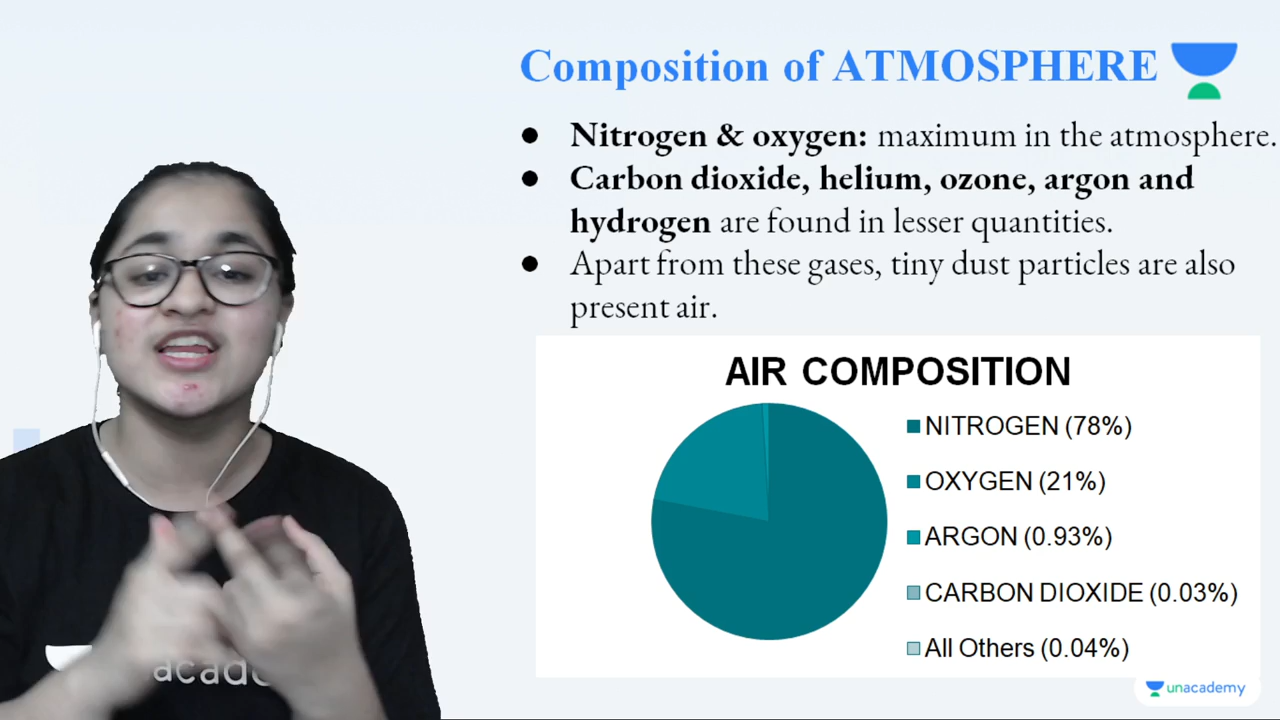 Composition of ATMOSPHERE
● Nitrogen & oxygen: maximum in the atmosphere.
● Carbon dioxide, helium, ozone, argon and
hydrogen are found in lesser quantities.
● Apart from these gases, tiny dust particles are also
present air.
AIR COMPOSITION
NITROGEN (78%)
OXYGEN (21%)
ARGON (0.93%)
CARBON DIOXIDE (0.03%)
All Others (0.04%)
unacademy